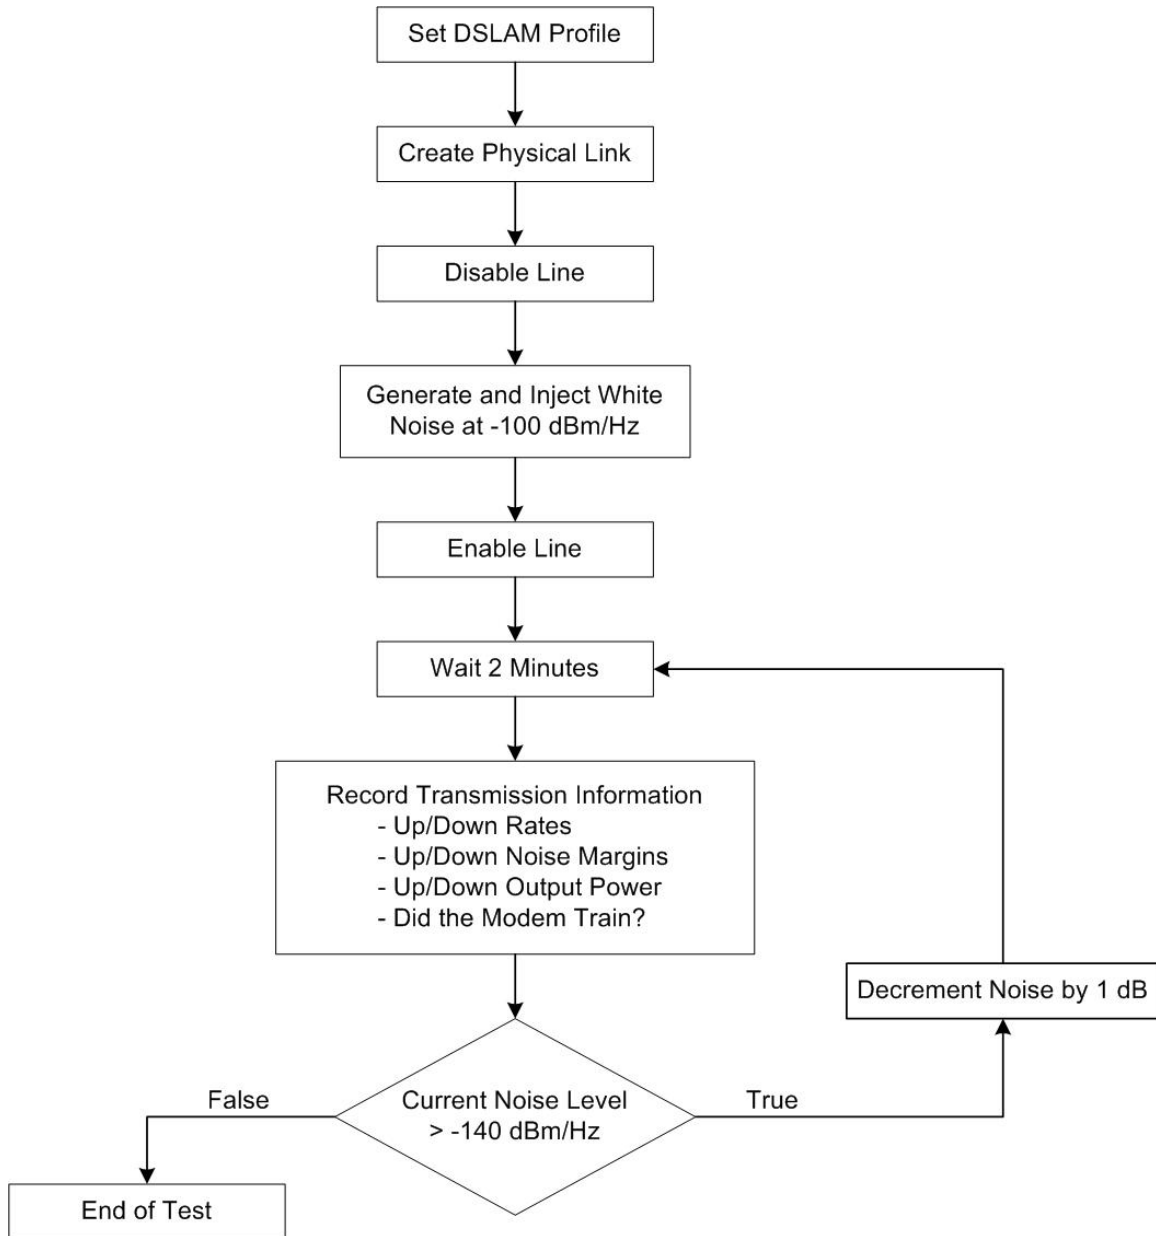 Set DSLAM Profile
Create Physical Link
Disable Line
Generate and Inject White
Noise at -100 dBm/Hz
Enable Line
Wait 2 Minutes
Record Transmission Information
- Up/Down Rates
- Up/Down Noise Margins
- Up/Down Output Power
- Did the Modem Train?
Decrement Noise by 1 dB
Current Noise Level
> -140 dBm/Hz
False
True
End of Test